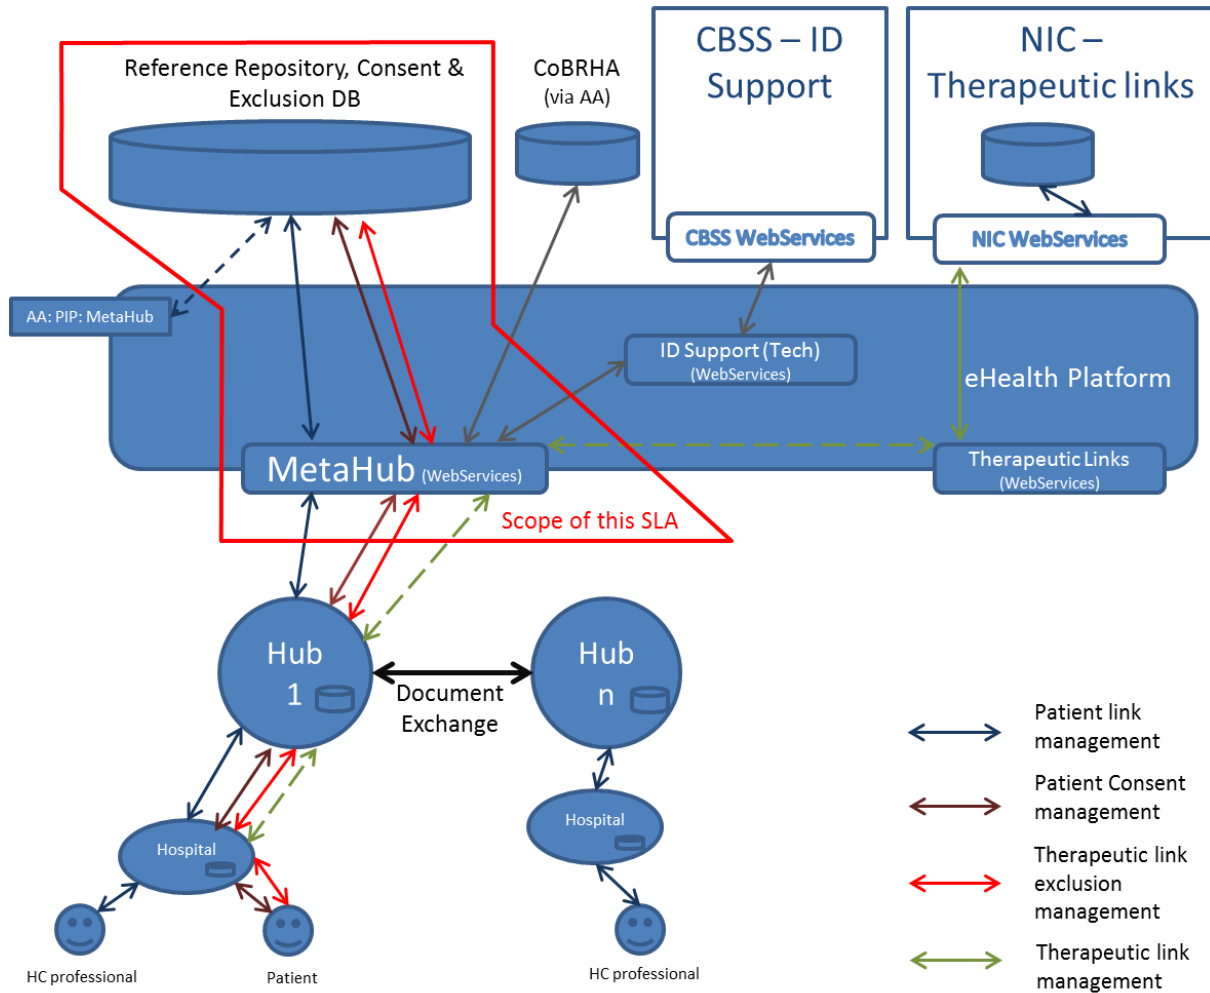 Reference Repository, Consent &
Exclusion DB
CoBRHA
(via AA)
CBSS – ID
Support
NIC –
Therapeutic links
CBSS WebServices
NIC WebServices
AA: PIP: MetaHub
ID Support (Tech)
(WebServices)
eHealth Platform
MetaHub (WebServices)
Therapeutic Links
(WebServices)
Scope of this SLA
Hub
1
Hub
n
Document
Exchange
Hospital
Hospital
HC professional
Patient
HC professional
Patient link
management
Patient Consent
management
Therapeutic link
exclusion
management
Therapeutic link
management